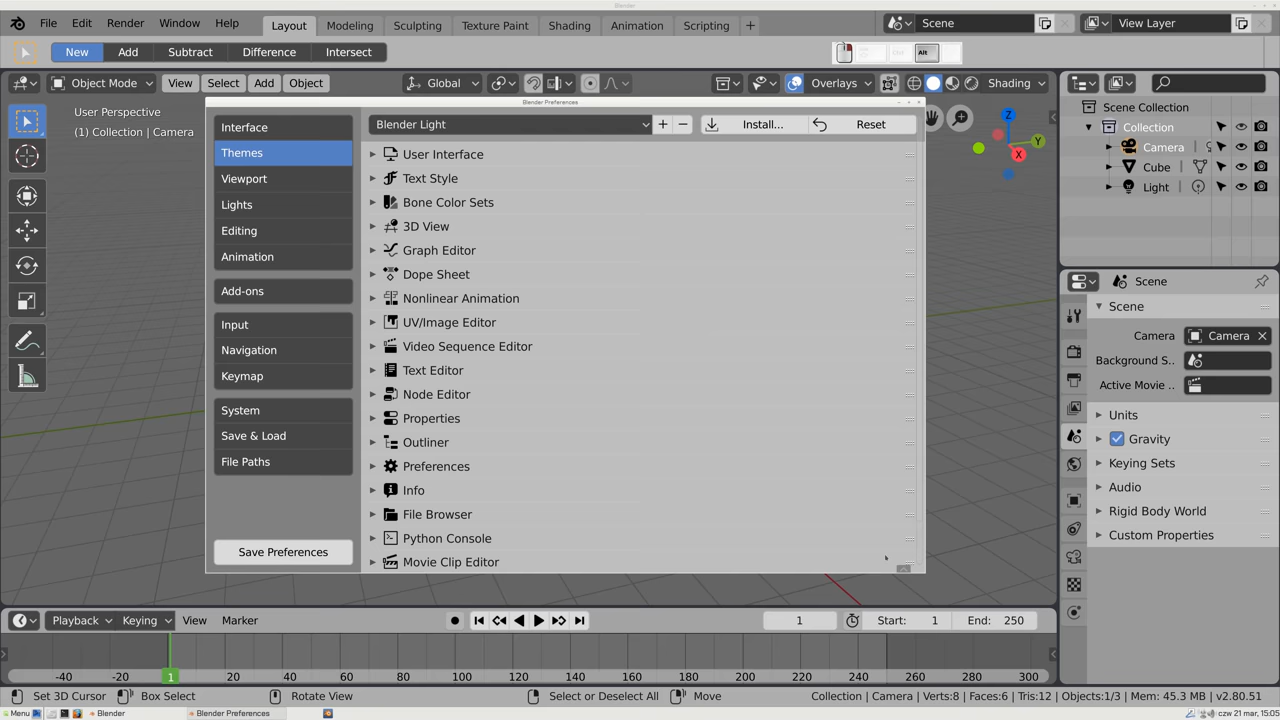 Blender
File Edit Render Window Help Layout Modeling Sculpting Texture Paint Shading Animation Scripting + Scene View Layer
New Add Subtract Difference Intersect Alt
Object Mode View Select Add Object Global Overlays Shading
User Perspective
(1) Collection | Camera
Blender Preferences
Interface
Themes
Viewport
Lights
Editing
Animation
Add-ons
Input
Navigation
Keymap
System
Save & Load
File Paths
Save Preferences
Blender Light + − Install... Reset
User Interface
Text Style
Bone Color Sets
3D View
Graph Editor
Dope Sheet
Nonlinear Animation
UV/Image Editor
Video Sequence Editor
Text Editor
Node Editor
Properties
Outliner
Preferences
Info
File Browser
Python Console
Movie Clip Editor
Z
Y
X
Scene Collection
Collection
Camera
Cube
Light
Scene
Scene
Camera Camera
Background S..
Active Movie ..
Units
Gravity
Keying Sets
Audio
Rigid Body World
Custom Properties
Playback Keying View Marker 1 Start: 1 End: 250
-40 -20 1 20 40 60 80 100 120 140 160 180 200 220 240 260 280 300
Set 3D Cursor Box Select Rotate View Select or Deselect All Move Collection | Camera | Verts:8 | Faces:6 | Tris:12 | Objects:1/3 | Mem: 45.3 MB | v2.80.51
Menu Blender Blender Preferences czw 21 mar, 15:05